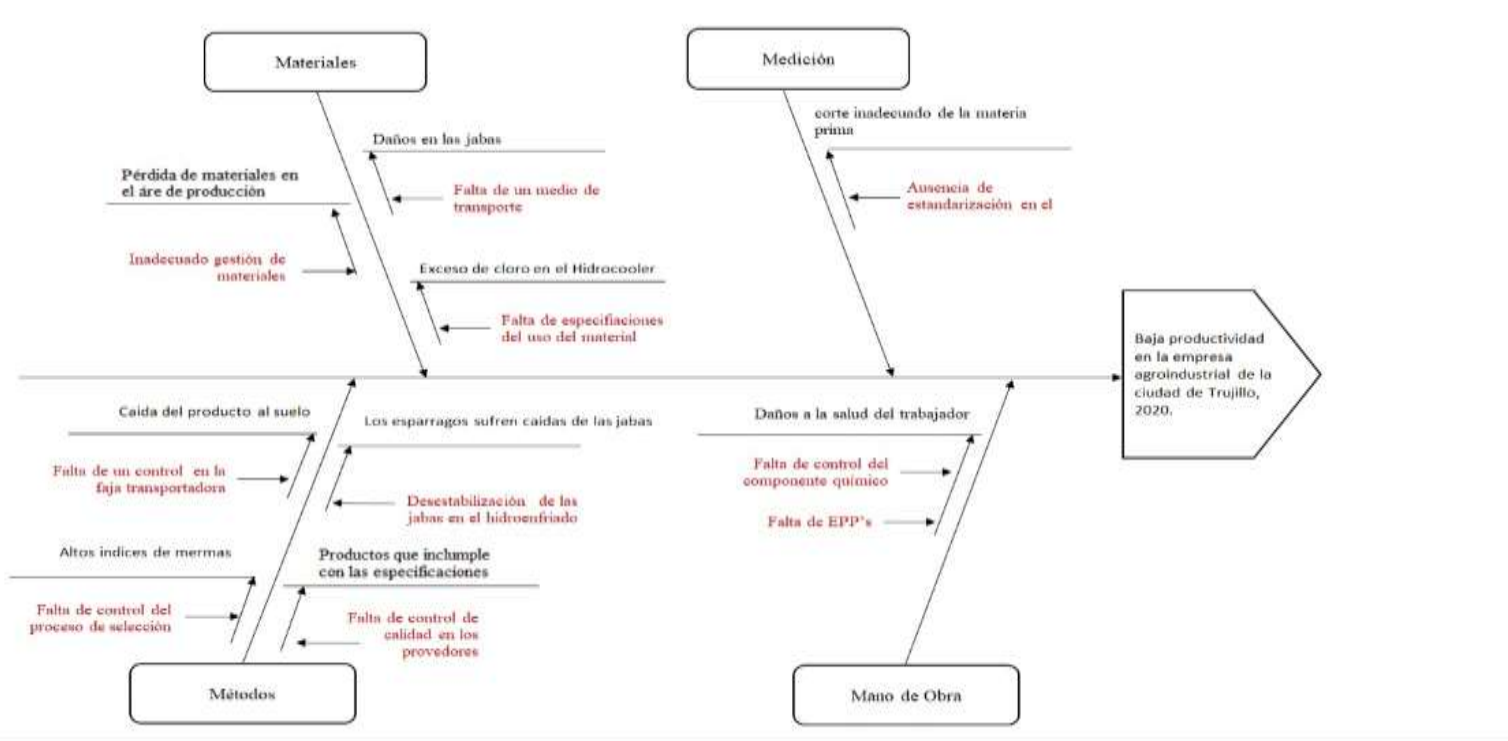 Materiales
Medición
Daños en las jabas
corte inadecuado de la materia
prima
Pérdida de materiales en
el áre de producción
Falta de un medio de
transporte
Ausencia de
estandarización en el
Inadecuado gestión de
materiales
Exceso de cloro en el Hidrocooler
Falta de especifiaciones
del uso del material
Baja productividad
en la empresa
agroindustrial de la
ciudad de Trujillo,
2020.
Caida del producto al suelo
Los esparragos sufren caidas de las jabas
Daños a la salud del trabajador
Falta de un control en la
faja transportadora
Falta de control del
componente químico
Desestabilización de las
jabas en el hidroenfriado
Falta de EPP's
Altos indices de mermas
Productos que inclumple
con las especificaciones
Falta de control del
proceso de selección
Falta de control de
calidad en los
provedores
Métodos
Mano de Obra